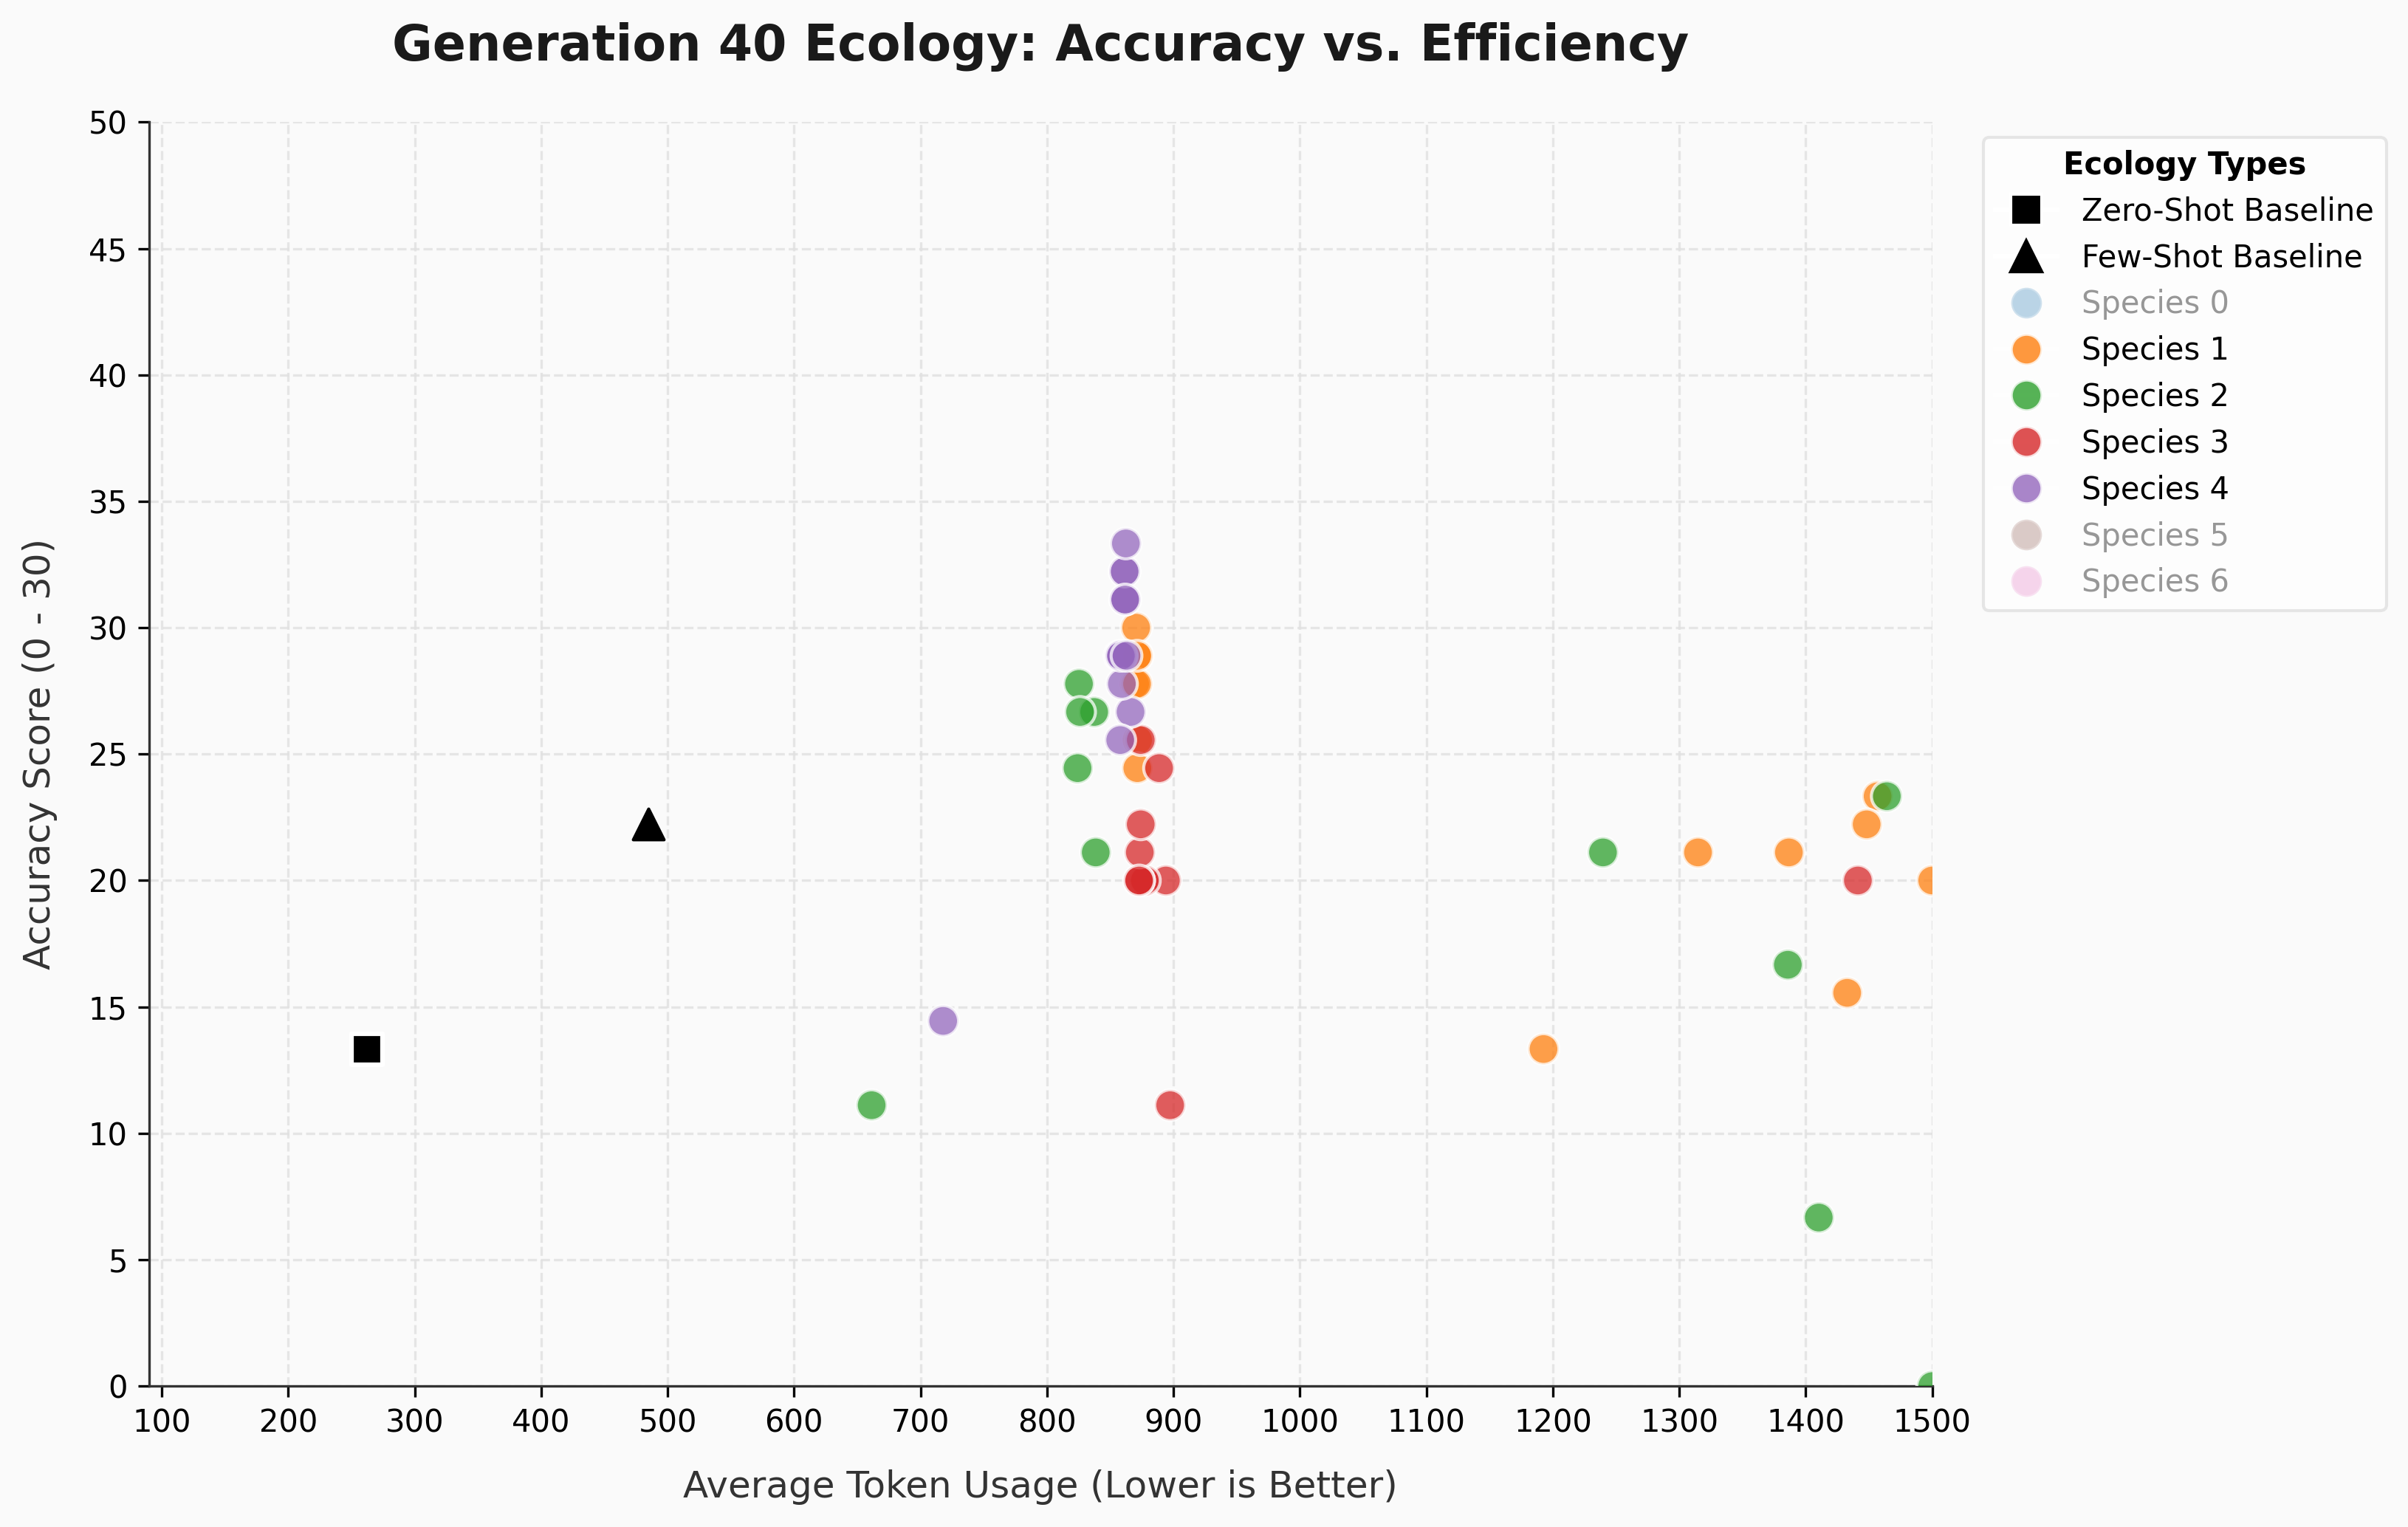 Generation 40 Ecology: Accuracy vs. Efficiency
Accuracy Score (0 - 30)
50
45
40
35
30
25
20
15
10
5
0
100 200 300 400 500 600 700 800 900 1000 1100 1200 1300 1400 1500
Average Token Usage (Lower is Better)
Ecology Types
Zero-Shot Baseline
Few-Shot Baseline
Species 0
Species 1
Species 2
Species 3
Species 4
Species 5
Species 6